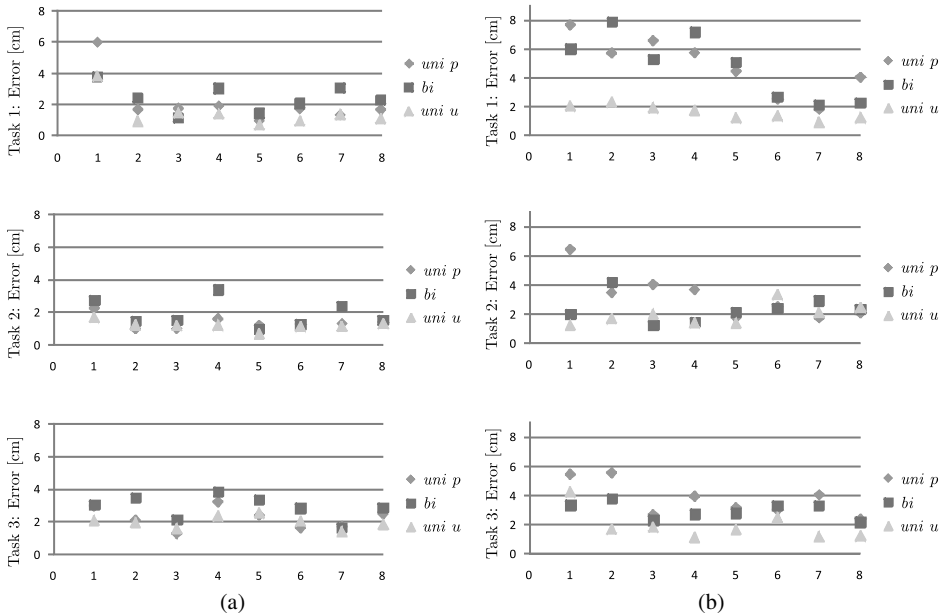 Task 1: Error [cm]
8
6
4
2
0
0 1 2 3 4 5 6 7 8
uni p
bi
uni u
Task 2: Error [cm]
8
6
4
2
0
0 1 2 3 4 5 6 7 8
uni p
bi
uni u
Task 3: Error [cm]
8
6
4
2
0
0 1 2 3 4 5 6 7 8
uni p
bi
uni u
(a)
Task 1: Error [cm]
8
6
4
2
0
0 1 2 3 4 5 6 7 8
uni p
bi
uni u
Task 2: Error [cm]
8
6
4
2
0
0 1 2 3 4 5 6 7 8
uni p
bi
uni u
Task 3: Error [cm]
8
6
4
2
0
0 1 2 3 4 5 6 7 8
uni p
bi
uni u
(b)